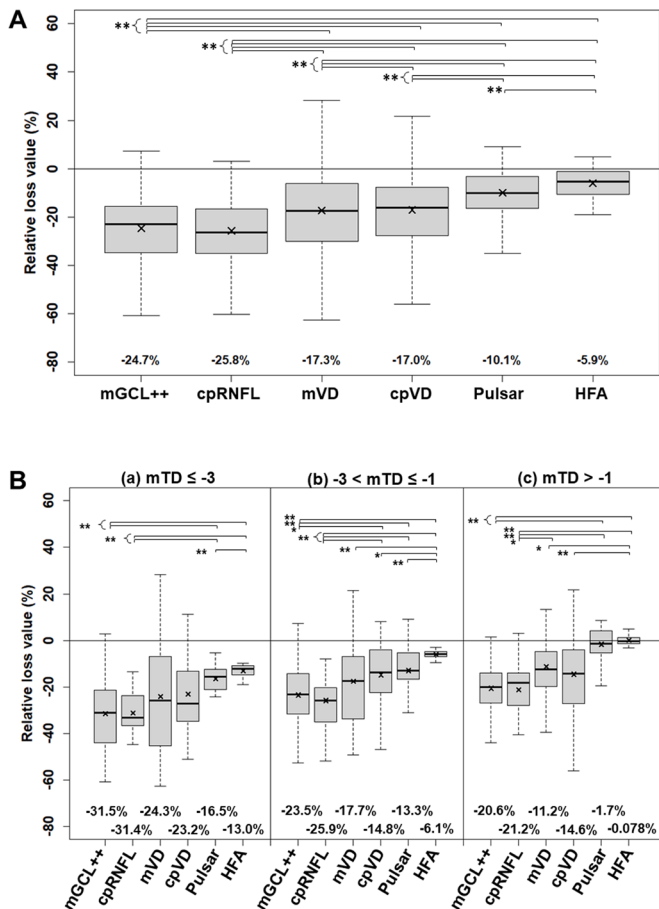 A
60
**
40
**
**
20
**
**
0
-20
-40
-60
-80
Relative loss value (%)
-24.7% -25.8% -17.3% -17.0% -10.1% -5.9%
mGCL++ cpRNFL mVD cpVD Pulsar HFA
B
(a) mTD ≤ -3 (b) -3 < mTD ≤ -1 (c) mTD > -1
60
** ** ** * ** **
** ** * ** **
** ** * ** * **
40
20
0
-20
-40
-60
-80
Relative loss value (%)
-31.5% -24.3% -16.5% -23.5% -17.7% -13.3% -20.6% -11.2% -1.7%
-31.4% -23.2% -13.0% -25.9% -14.8% -6.1% -21.2% -14.6% -0.078%
mGCL++ cpRNFL mVD cpVD Pulsar HFA mGCL++ cpRNFL mVD cpVD Pulsar HFA mGCL++ cpRNFL mVD cpVD Pulsar HFA